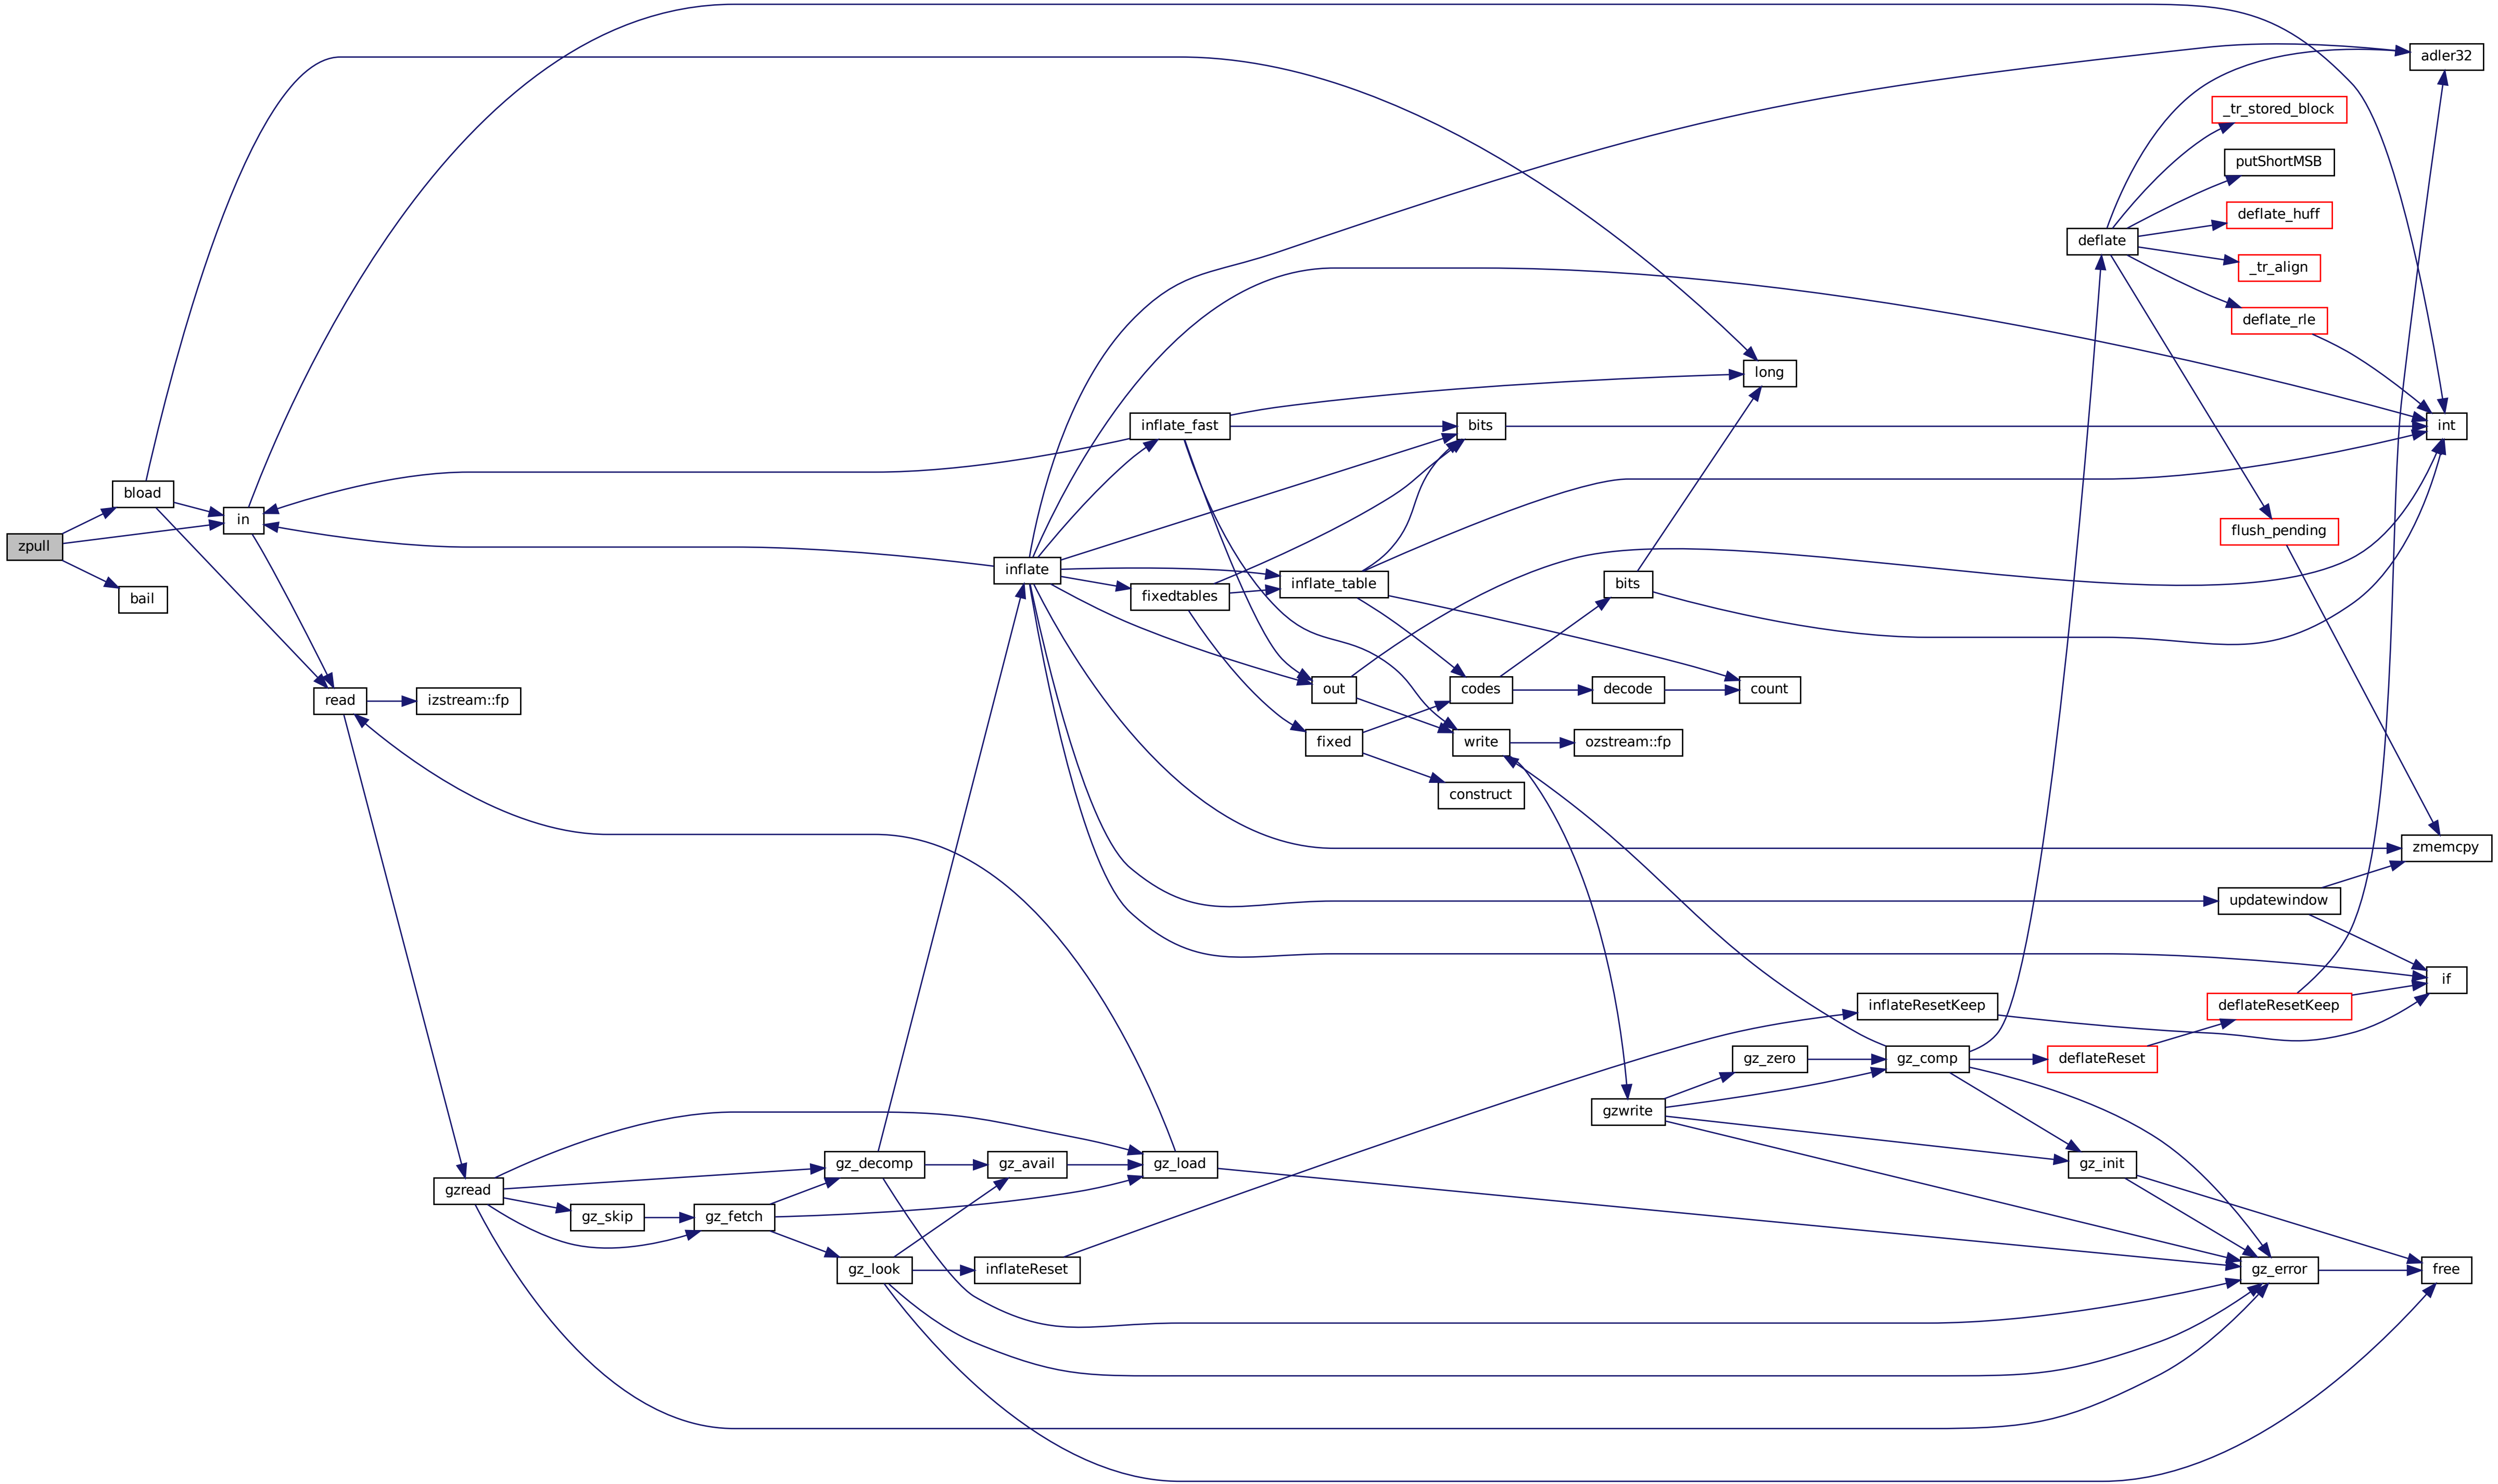 adler32
_tr_stored_block
putShortMSB
deflate_huff
deflate
_tr_align
deflate_rle
long
inflate_fast
bits
int
bload
in
flush_pending
zpull
inflate
inflate_table
bits
bail
fixedtables
read
izstream::fp
out
codes
decode
count
fixed
write
ozstream::fp
construct
zmemcpy
updatewindow
if
inflateResetKeep
deflateResetKeep
gz_zero
gz_comp
deflateReset
gzwrite
gz_decomp
gz_avail
gz_load
gz_init
gzread
gz_skip
gz_fetch
gz_look
inflateReset
gz_error
free